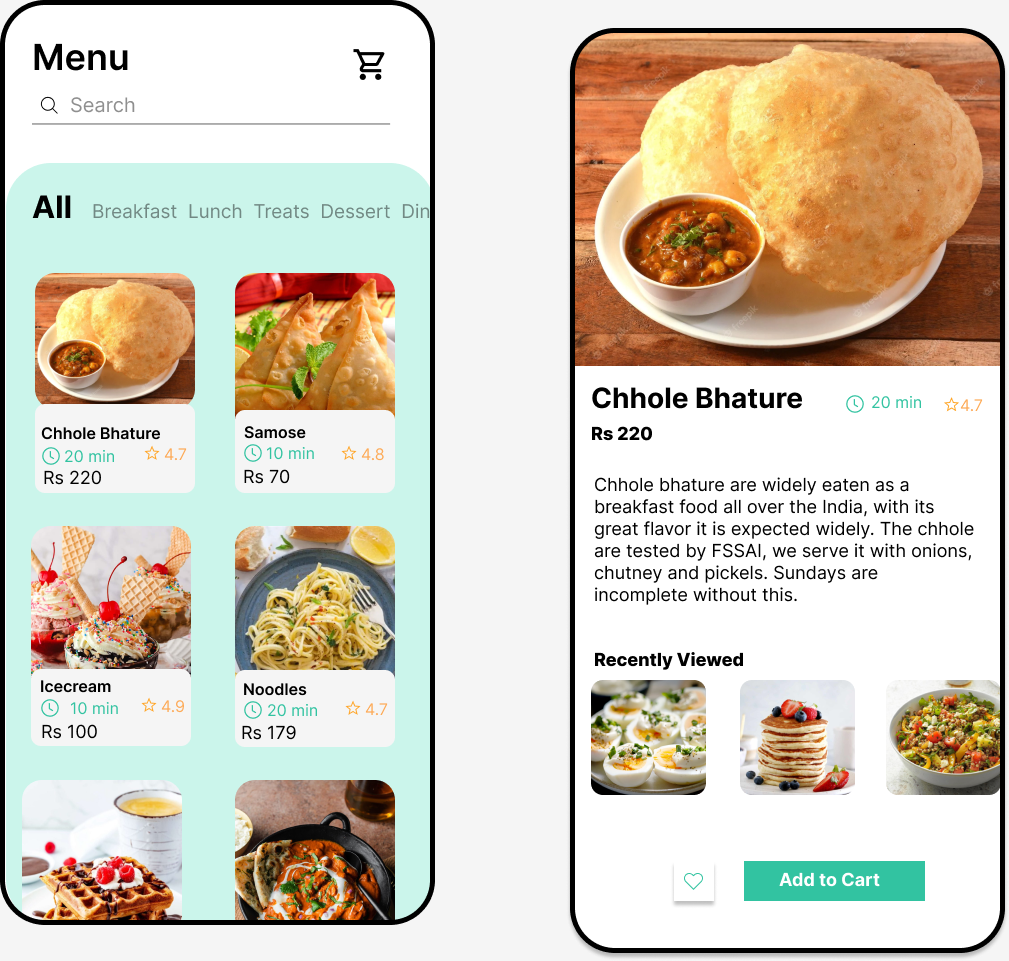 Menu
Search
All Breakfast Lunch Treats Dessert Din
Chhole Bhature
20 min 4.7
Rs 220
Samose
10 min 4.8
Rs 70
Icecream
10 min 4.9
Rs 100
Noodles
20 min 4.7
Rs 179
Chhole Bhature 20 min 4.7
Rs 220
Chhole bhature are widely eaten as a
breakfast food all over the India, with its
great flavor it is expected widely. The chhole
are tested by FSSAI, we serve it with onions,
chutney and pickels. Sundays are
incomplete without this.
Recently Viewed
Add to Cart